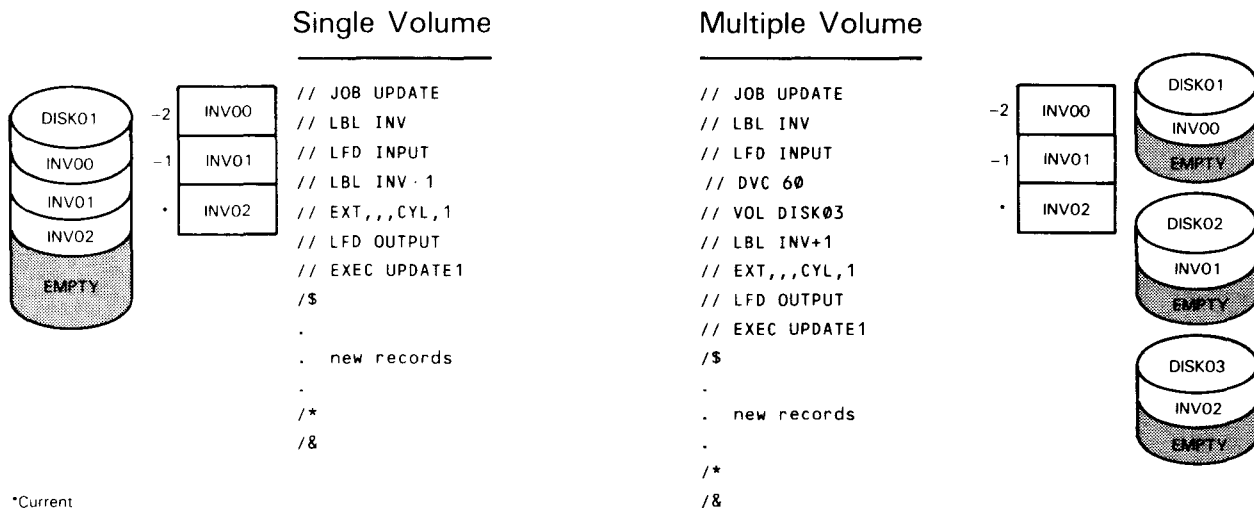 Single Volume
DISK01
INV00
INV01
INV02
EMPTY
-2 INV00
-1 INV01
* INV02
// JOB UPDATE
// LBL INV
// LFD INPUT
// LBL INV 1
// EXT,,,CYL,1
// LFD OUTPUT
// EXEC UPDATE1
/$
.
. new records
.
/*
/&
*Current
Multiple Volume
// JOB UPDATE
// LBL INV
// LFD INPUT
// DVC 60
// VOL DISK03
// LBL INV+1
// EXT,,,CYL,1
// LFD OUTPUT
// EXEC UPDATE1
/$
.
. new records
.
/*
/&
-2 INV00
-1 INV01
* INV02
DISK01
INV00
EMPTY
DISK02
INV01
EMPTY
DISK03
INV02
EMPTY